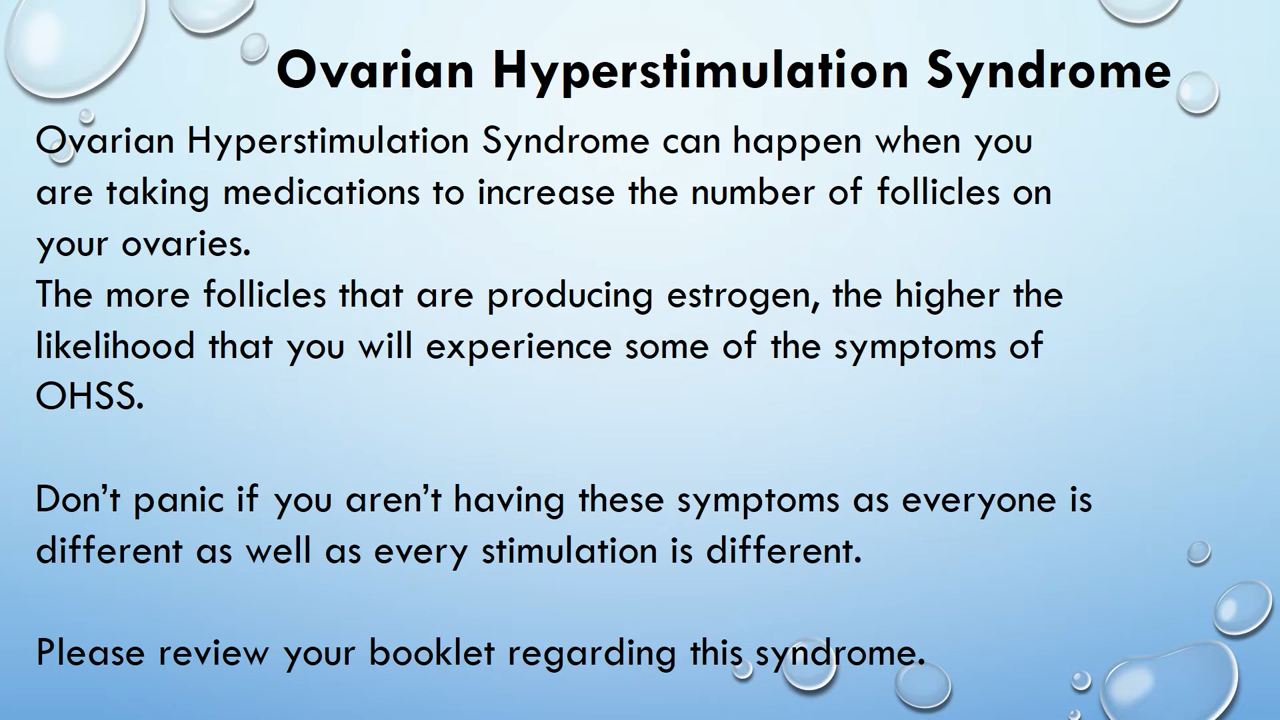 Ovarian Hyperstimulation Syndrome
Ovarian Hyperstimulation Syndrome can happen when you
are taking medications to increase the number of follicles on
your ovaries.
The more follicles that are producing estrogen, the higher the
likelihood that you will experience some of the symptoms of
OHSS.
Don’t panic if you aren’t having these symptoms as everyone is
different as well as every stimulation is different.
Please review your booklet regarding this syndrome.